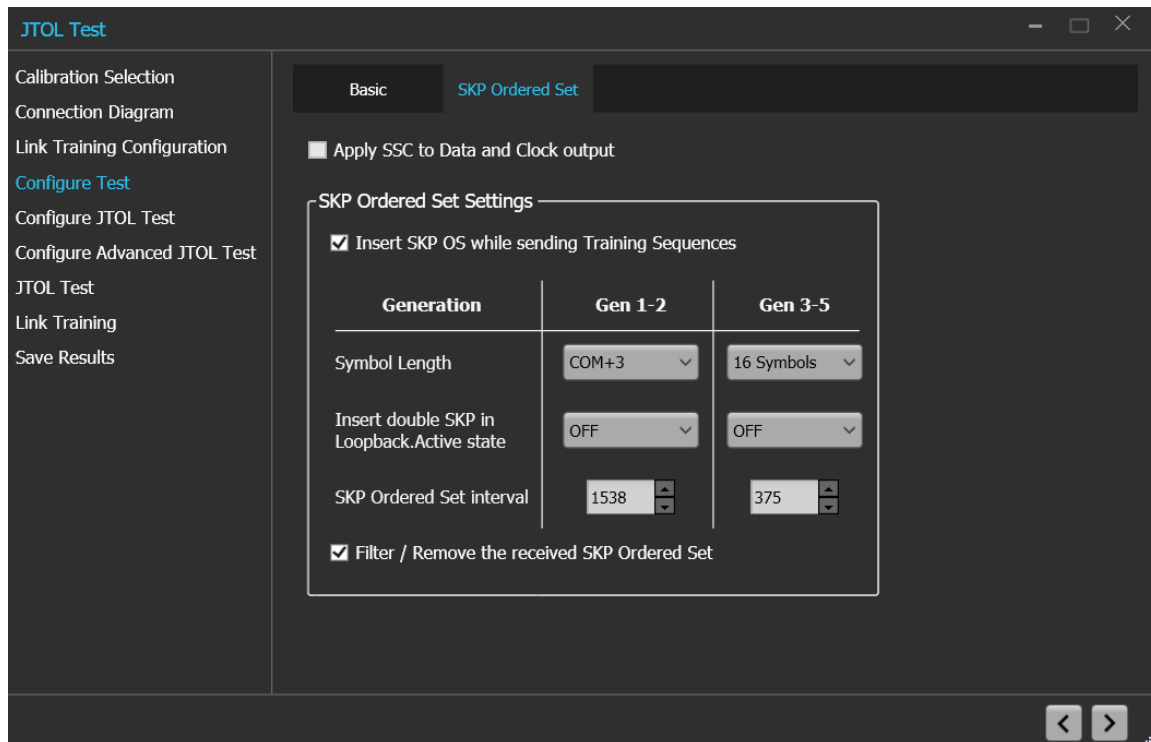 JTOL Test
Calibration Selection
Connection Diagram
Link Training Configuration
Configure Test
Configure JTOL Test
Configure Advanced JTOL Test
JTOL Test
Link Training
Save Results
Basic SKP Ordered Set
Apply SSC to Data and Clock output
SKP Ordered Set Settings
Insert SKP OS while sending Training Sequences
Generation Gen 1-2 Gen 3-5
Symbol Length COM+3 16 Symbols
Insert double SKP in
Loopback.Active state OFF OFF
SKP Ordered Set interval 1538 375
Filter / Remove the received SKP Ordered Set